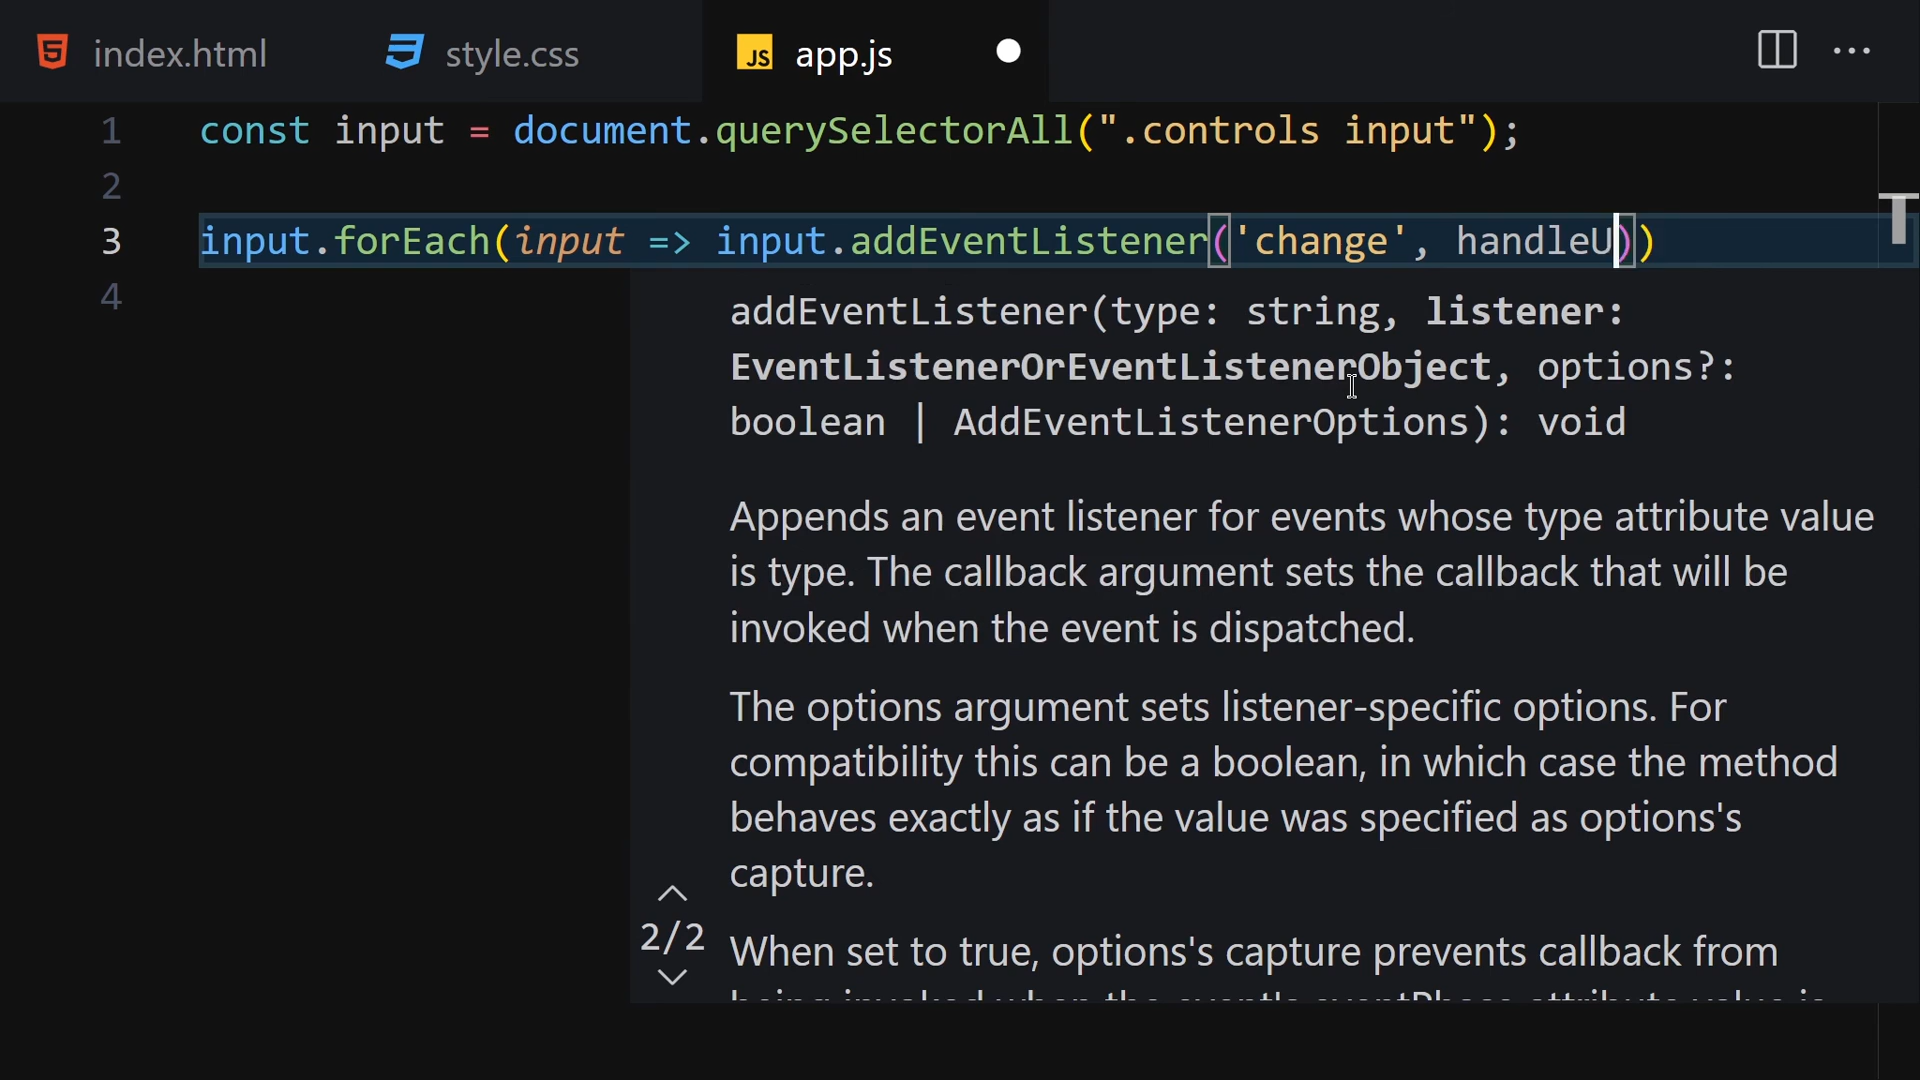 index.html
style.css
JS app.js
1 const input = document.querySelectorAll(".controls input");
2
3 input.forEach(input => input.addEventListener('change', handleU))
4
addEventListener(type: string, listener:
EventListenerOrEventListenerObject, options?:
boolean | AddEventListenerOptions): void
Appends an event listener for events whose type attribute value
is type. The callback argument sets the callback that will be
invoked when the event is dispatched.
The options argument sets listener-specific options. For
compatibility this can be a boolean, in which case the method
behaves exactly as if the value was specified as options's
capture.
2/2
When set to true, options's capture prevents callback from